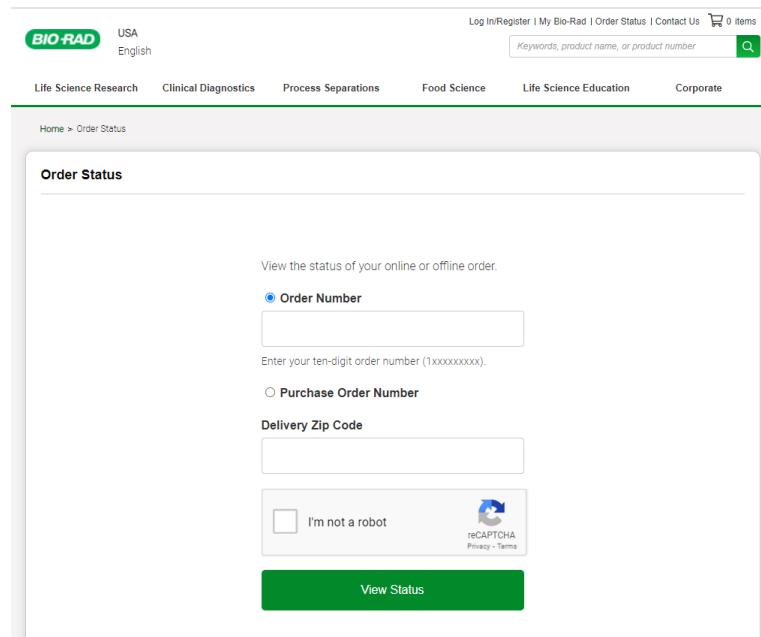 Log In/Register | My Bio-Rad | Order Status | Contact Us 0 items
BIO-RAD
USA
English
Keywords, product name, or product number
Life Science Research Clinical Diagnostics Process Separations Food Science Life Science Education Corporate
Home > Order Status
Order Status
View the status of your online or offline order.
Order Number
Enter your ten-digit order number (1xxxxxxxxx).
Purchase Order Number
Delivery Zip Code
I'm not a robot
reCAPTCHA
Privacy - Terms
View Status